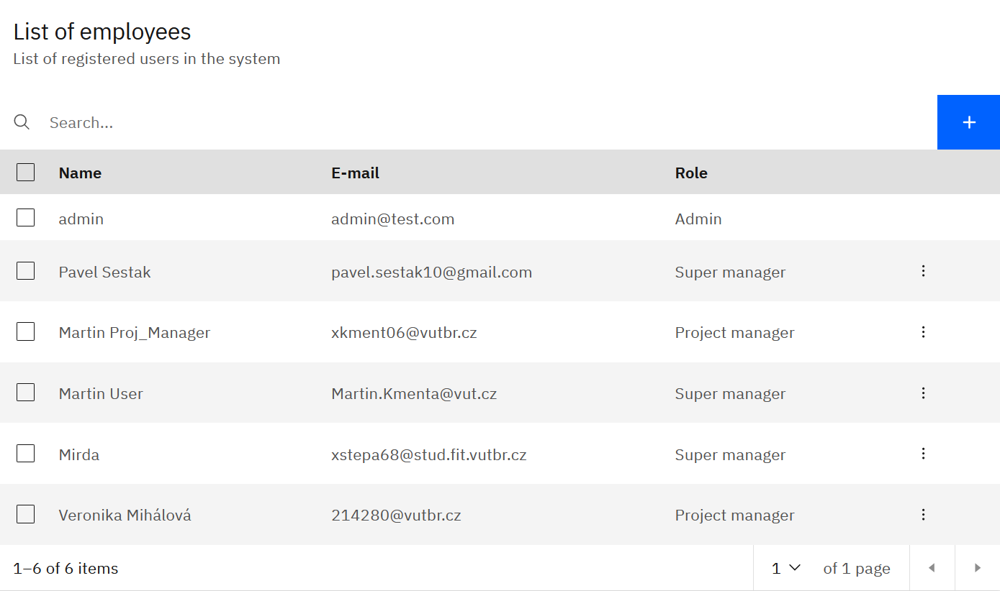 List of employees
List of registered users in the system
Search...
Name E-mail Role
admin admin@test.com Admin
Pavel Sestak pavel.sestak10@gmail.com Super manager
Martin Proj_Manager xkment06@vutbr.cz Project manager
Martin User Martin.Kmenta@vut.cz Super manager
Mirda xstepa68@stud.fit.vutbr.cz Super manager
Veronika Mihálová 214280@vutbr.cz Project manager
1–6 of 6 items 1 of 1 page